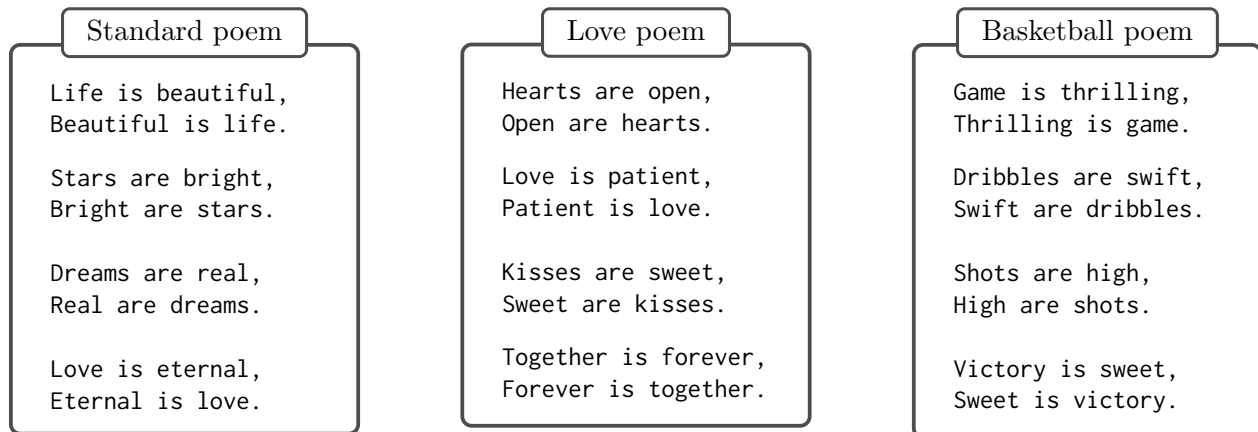 Standard poem
Life is beautiful,
Beautiful is life.
Stars are bright,
Bright are stars.
Dreams are real,
Real are dreams.
Love is eternal,
Eternal is love.
Love poem
Hearts are open,
Open are hearts.
Love is patient,
Patient is love.
Kisses are sweet,
Sweet are kisses.
Together is forever,
Forever is together.
Basketball poem
Game is thrilling,
Thrilling is game.
Dribbles are swift,
Swift are dribbles.
Shots are high,
High are shots.
Victory is sweet,
Sweet is victory.